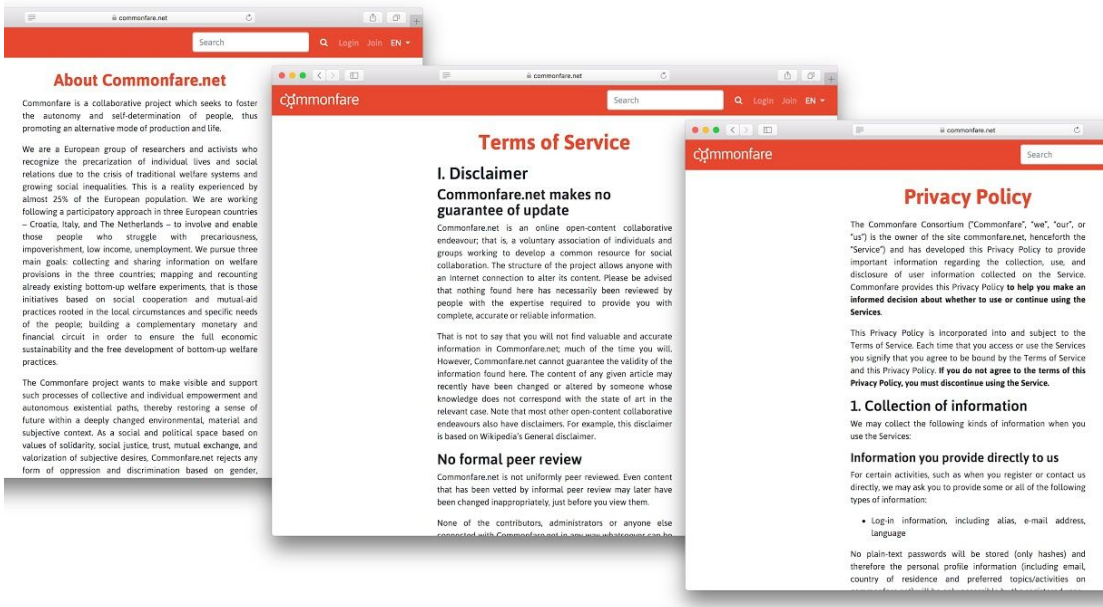 commonfare.net
Search
Login Join EN
About Commonfare.net
Commonfare is a collaborative project which seeks to foster
the autonomy and self-determination of people, thus
promoting an alternative mode of production and life.
We are a European group of researchers and activists who
recognize the precarization of individual lives and social
relations due to the crisis of traditional welfare systems and
growing social inequalities. This is a reality experienced by
almost 25% of the European population. We are working
following a participatory approach in three European countries
– Croatia, Italy, and The Netherlands – to involve and enable
those people who struggle with precariousness,
impoverishment, low income, unemployment. We pursue three
main goals: collecting and sharing information on welfare
provisions in the three countries; mapping and recounting
already existing bottom-up welfare experiments, that is those
initiatives based on social cooperation and mutual-aid
practices rooted in the local circumstances and specific needs
of the people; building a complementary monetary and
financial circuit in order to ensure the full economic
sustainability and the free development of bottom-up welfare
practices.
The Commonfare project wants to make visible and support
such processes of collective and individual empowerment and
autonomous existential paths, thereby restoring a sense of
future within a deeply changed environmental, material and
subjective context. As a social and political space based on
values of solidarity, social justice, trust, mutual exchange, and
valorization of subjective desires, Commonfare.net rejects any
form of oppression and discrimination based on gender,
commonfare.net
commonfare
Search
Login Join EN
Terms of Service
I. Disclaimer
Commonfare.net makes no
guarantee of update
Commonfare.net is an online open-content collaborative
endeavour; that is, a voluntary association of individuals and
groups working to develop a common resource for social
collaboration. The structure of the project allows anyone with
an Internet connection to alter its content. Please be advised
that nothing found here has necessarily been reviewed by
people with the expertise required to provide you with
complete, accurate or reliable information.
That is not to say that you will not find valuable and accurate
information in Commonfare.net; much of the time you will.
However, Commonfare.net cannot guarantee the validity of the
information found here. The content of any given article may
recently have been changed or altered by someone whose
knowledge does not correspond with the state of art in the
relevant case. Note that most other open-content collaborative
endeavours also have disclaimers. For example, this disclaimer
is based on Wikipedia's General disclaimer.
No formal peer review
Commonfare.net is not uniformly peer reviewed. Even content
that has been vetted by informal peer review may later have
been changed inappropriately, just before you view them.
None of the contributors, administrators or anyone else
connected with Commonfare.net in any way whatsoever can be
commonfare.net
commonfare
Search
Privacy Policy
The Commonfare Consortium ("Commonfare", "we", "our", or
"us") is the owner of the site commonfare.net, henceforth the
"Service") and has developed this Privacy Policy to provide
important information regarding the collection, use, and
disclosure of user information collected on the Service.
Commonfare provides this Privacy Policy to help you make an
informed decision about whether to use or continue using the
Services.
This Privacy Policy is incorporated into and subject to the
Terms of Service. Each time that you access or use the Services
you signify that you agree to be bound by the Terms of Service
and this Privacy Policy. If you do not agree to the terms of this
Privacy Policy, you must discontinue using the Service.
1. Collection of information
We may collect the following kinds of information when you
use the Services:
Information you provide directly to us
For certain activities, such as when you register or contact us
directly, we may ask you to provide some or all of the following
types of information:
• Log-in information, including alias, e-mail address,
language
No plain-text passwords will be stored (only hashes) and
therefore the personal profile information (including email,
country of residence and preferred topics/activities on